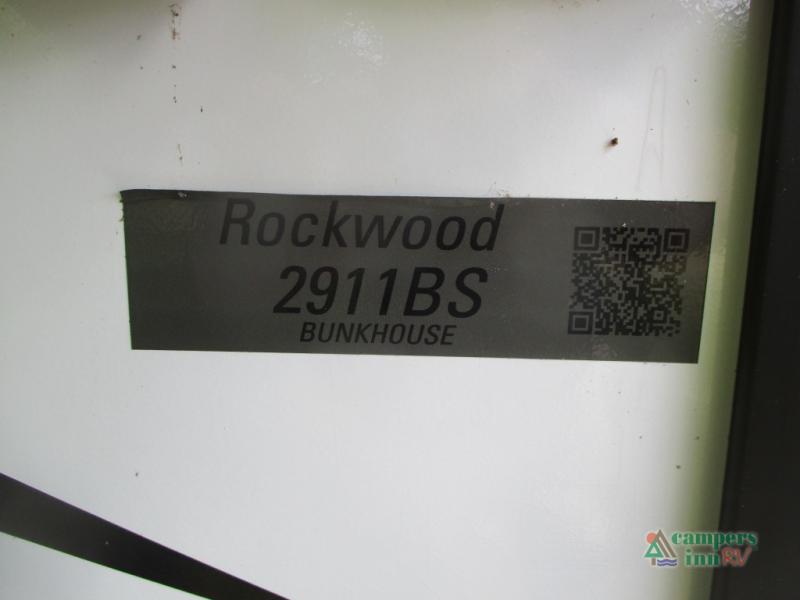 Rockwood
2911BS
BUNKHOUSE
campers
inn RV